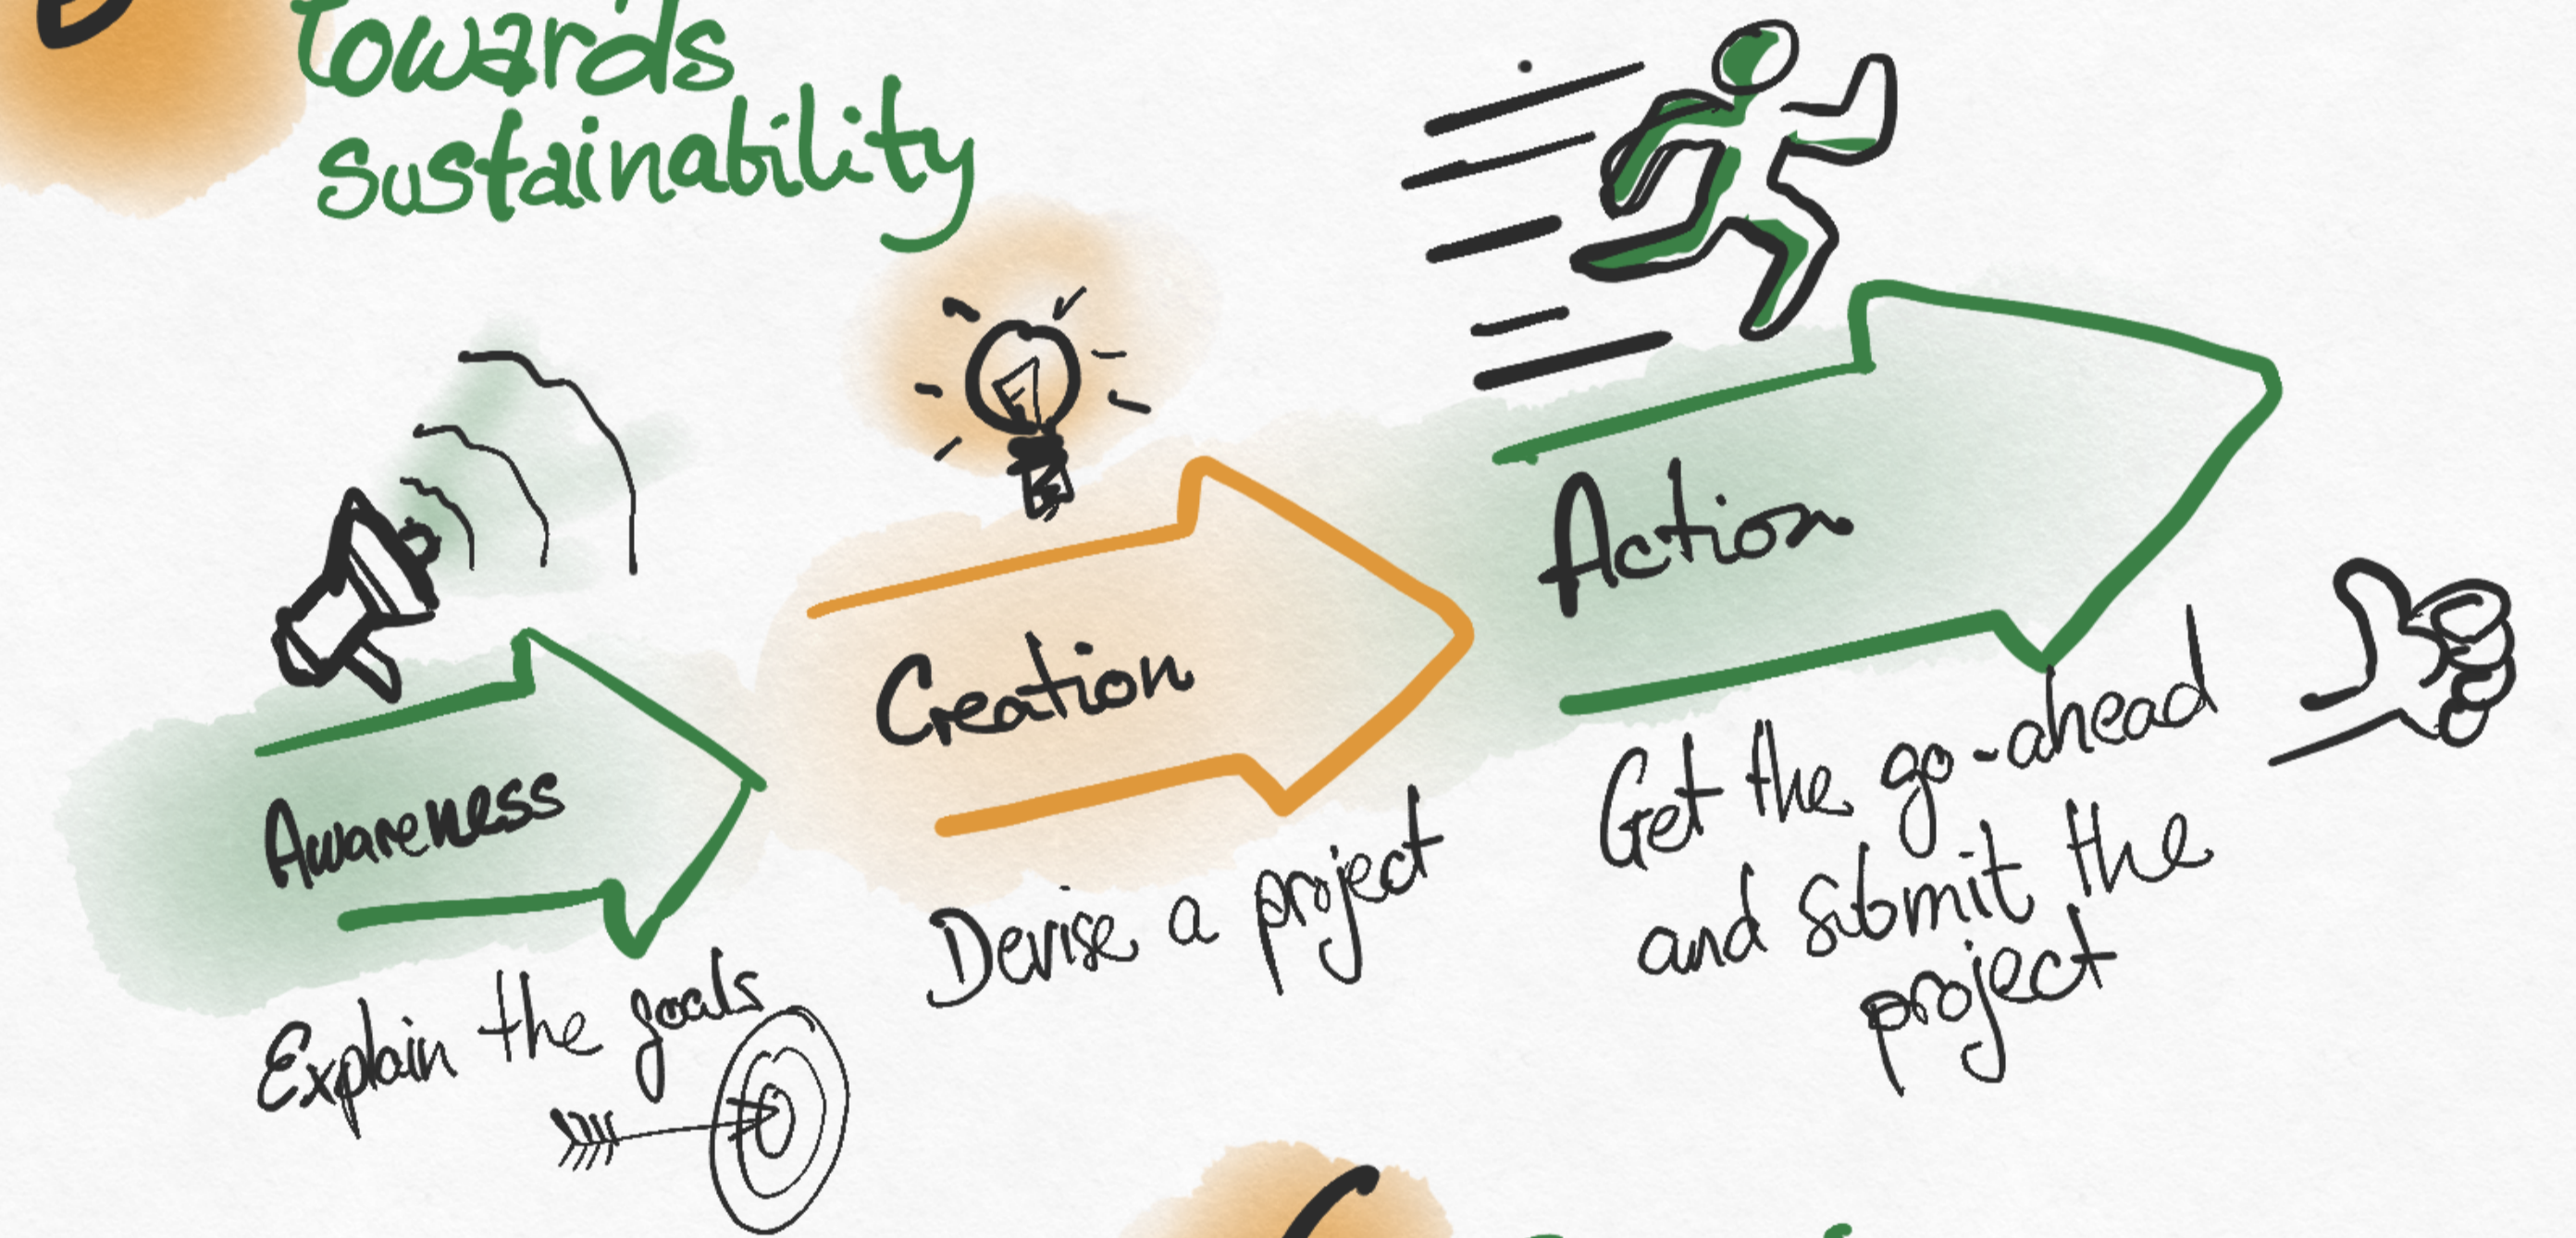 towards
sustainability
Awareness
Explain the goals
Creation
Devise a project
Action
Get the go-ahead
and submit the
project